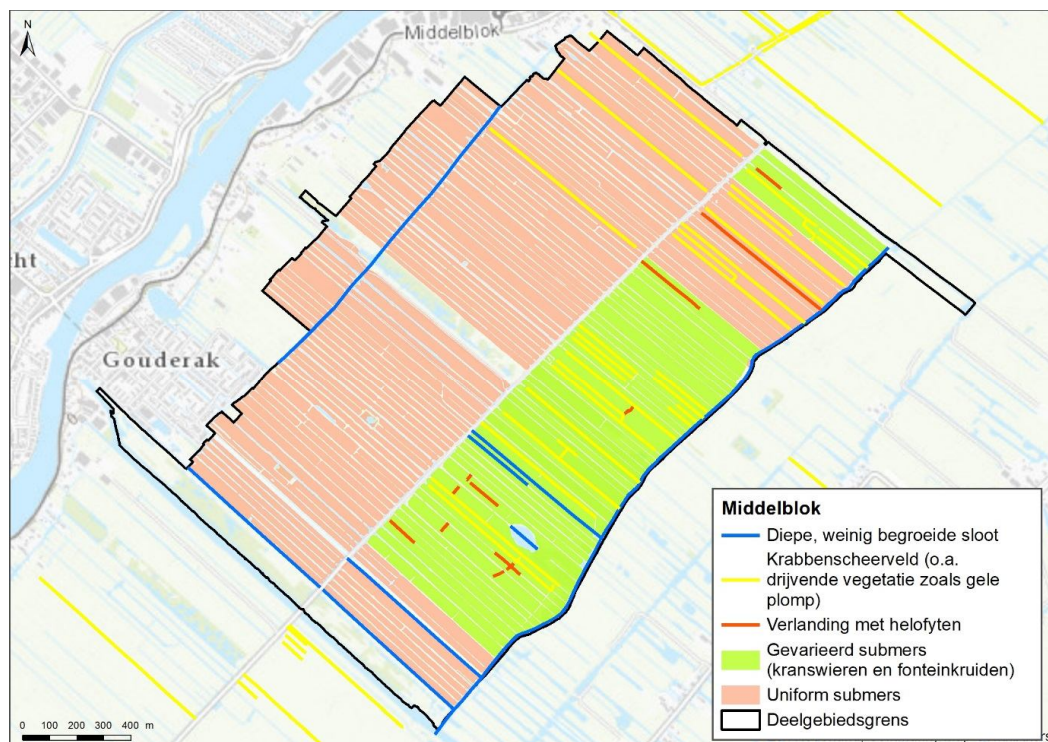 N
Middelblok
ht
Gouderak
0 100 200 300 400 m
Middelblok
Diepe, weinig begroeide sloot
Krabbenscheerveld (o.a.
drijvende vegetatie zoals gele
plomp)
Verlanding met helofyten
Gevarieerd submers
(kranswieren en fonteinkruiden)
Uniform submers
Deelgebiedsgrens